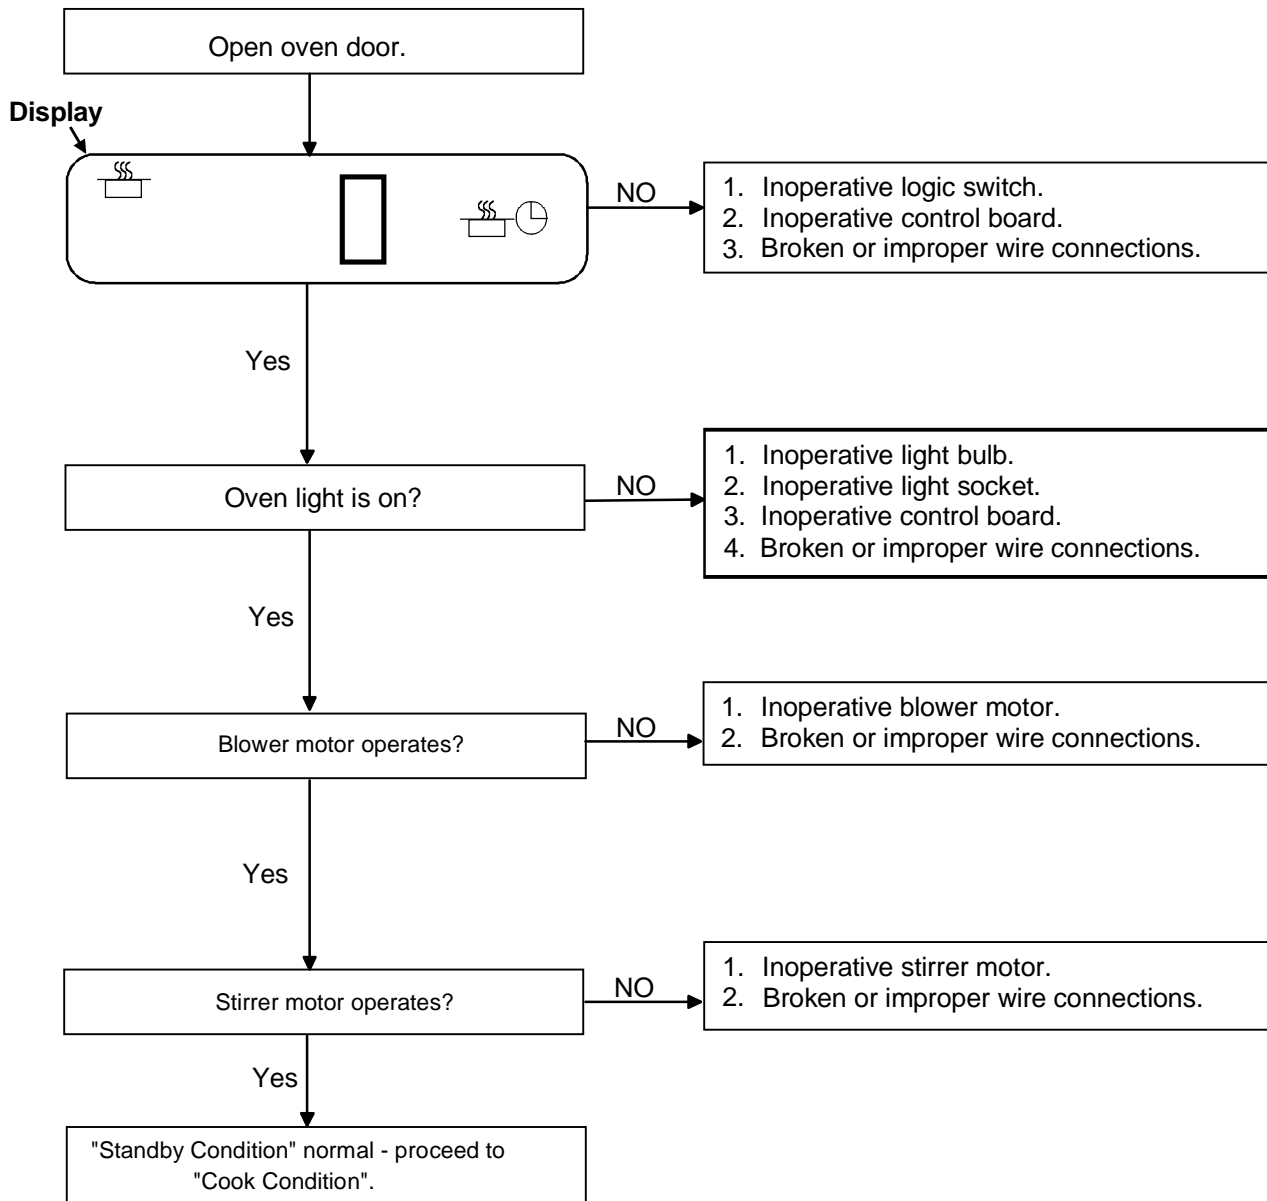 Open oven door.
Display
NO
1. Inoperative logic switch.
2. Inoperative control board.
3. Broken or improper wire connections.
Yes
Oven light is on?
NO
1. Inoperative light bulb.
2. Inoperative light socket.
3. Inoperative control board.
4. Broken or improper wire connections.
Yes
Blower motor operates?
NO
1. Inoperative blower motor.
2. Broken or improper wire connections.
Yes
Stirrer motor operates?
NO
1. Inoperative stirrer motor.
2. Broken or improper wire connections.
Yes
"Standby Condition" normal - proceed to
"Cook Condition".